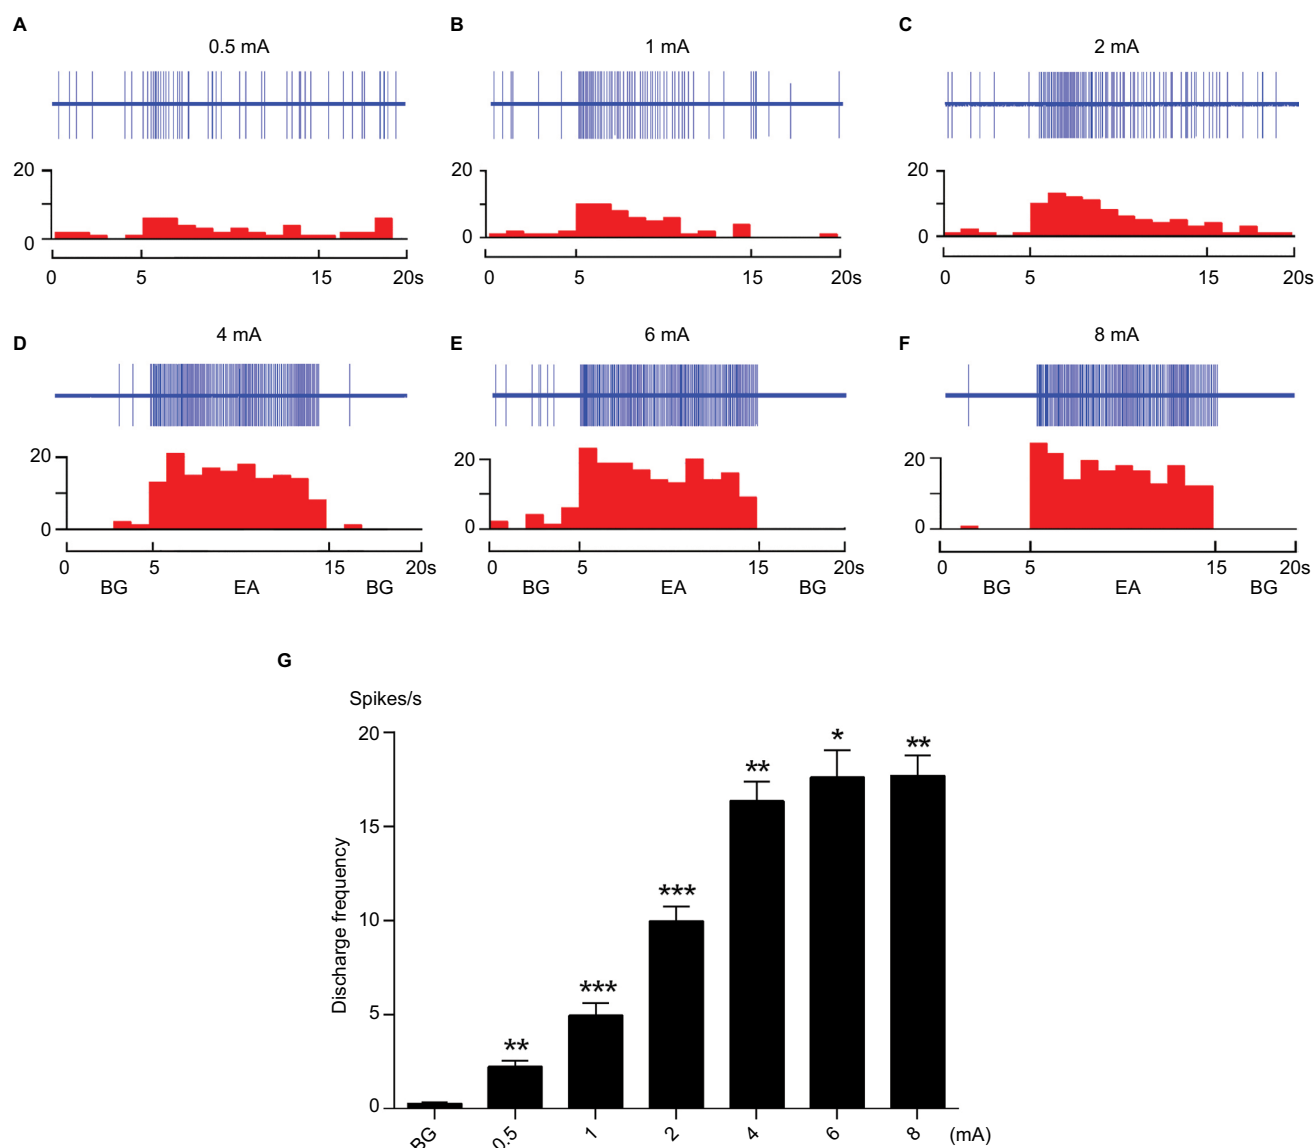 A
0.5 mA
20
0
0 5 15 20s
B
1 mA
20
0
0 5 15 20s
C
2 mA
20
0
0 5 15 20s
D
4 mA
20
0
0 5 15 20s
BG EA BG
E
6 mA
20
0
0 5 15 20s
BG EA BG
F
8 mA
20
0
0 5 15 20s
BG EA BG
G
Spikes/s
Discharge frequency
20
15
10
5
0
** *** *** ** * **
BG 0.5 1 2 4 6 8 (mA)